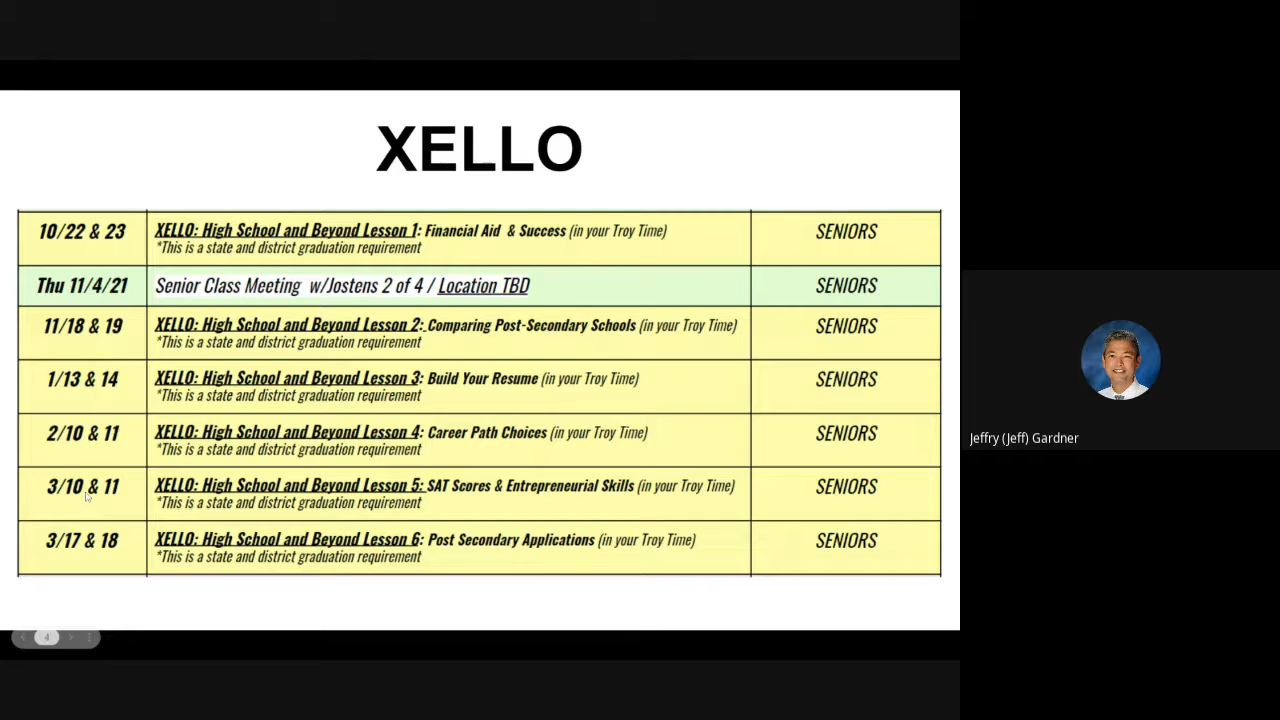 XELLO
10/22 & 23
XELLO: High School and Beyond Lesson 1: Financial Aid & Success (in your Troy Time)
*This is a state and district graduation requirement
SENIORS
Thu 11/4/21
Senior Class Meeting w/Jostens 2 of 4 / Location TBD
SENIORS
11/18 & 19
XELLO: High School and Beyond Lesson 2: Comparing Post-Secondary Schools (in your Troy Time)
*This is a state and district graduation requirement
SENIORS
1/13 & 14
XELLO: High School and Beyond Lesson 3: Build Your Resume (in your Troy Time)
*This is a state and district graduation requirement
SENIORS
2/10 & 11
XELLO: High School and Beyond Lesson 4: Career Path Choices (in your Troy Time)
*This is a state and district graduation requirement
SENIORS
3/10 & 11
XELLO: High School and Beyond Lesson 5: SAT Scores & Entrepreneurial Skills (in your Troy Time)
*This is a state and district graduation requirement
SENIORS
3/17 & 18
XELLO: High School and Beyond Lesson 6: Post Secondary Applications (in your Troy Time)
*This is a state and district graduation requirement
SENIORS
4
Jeffry (Jeff) Gardner